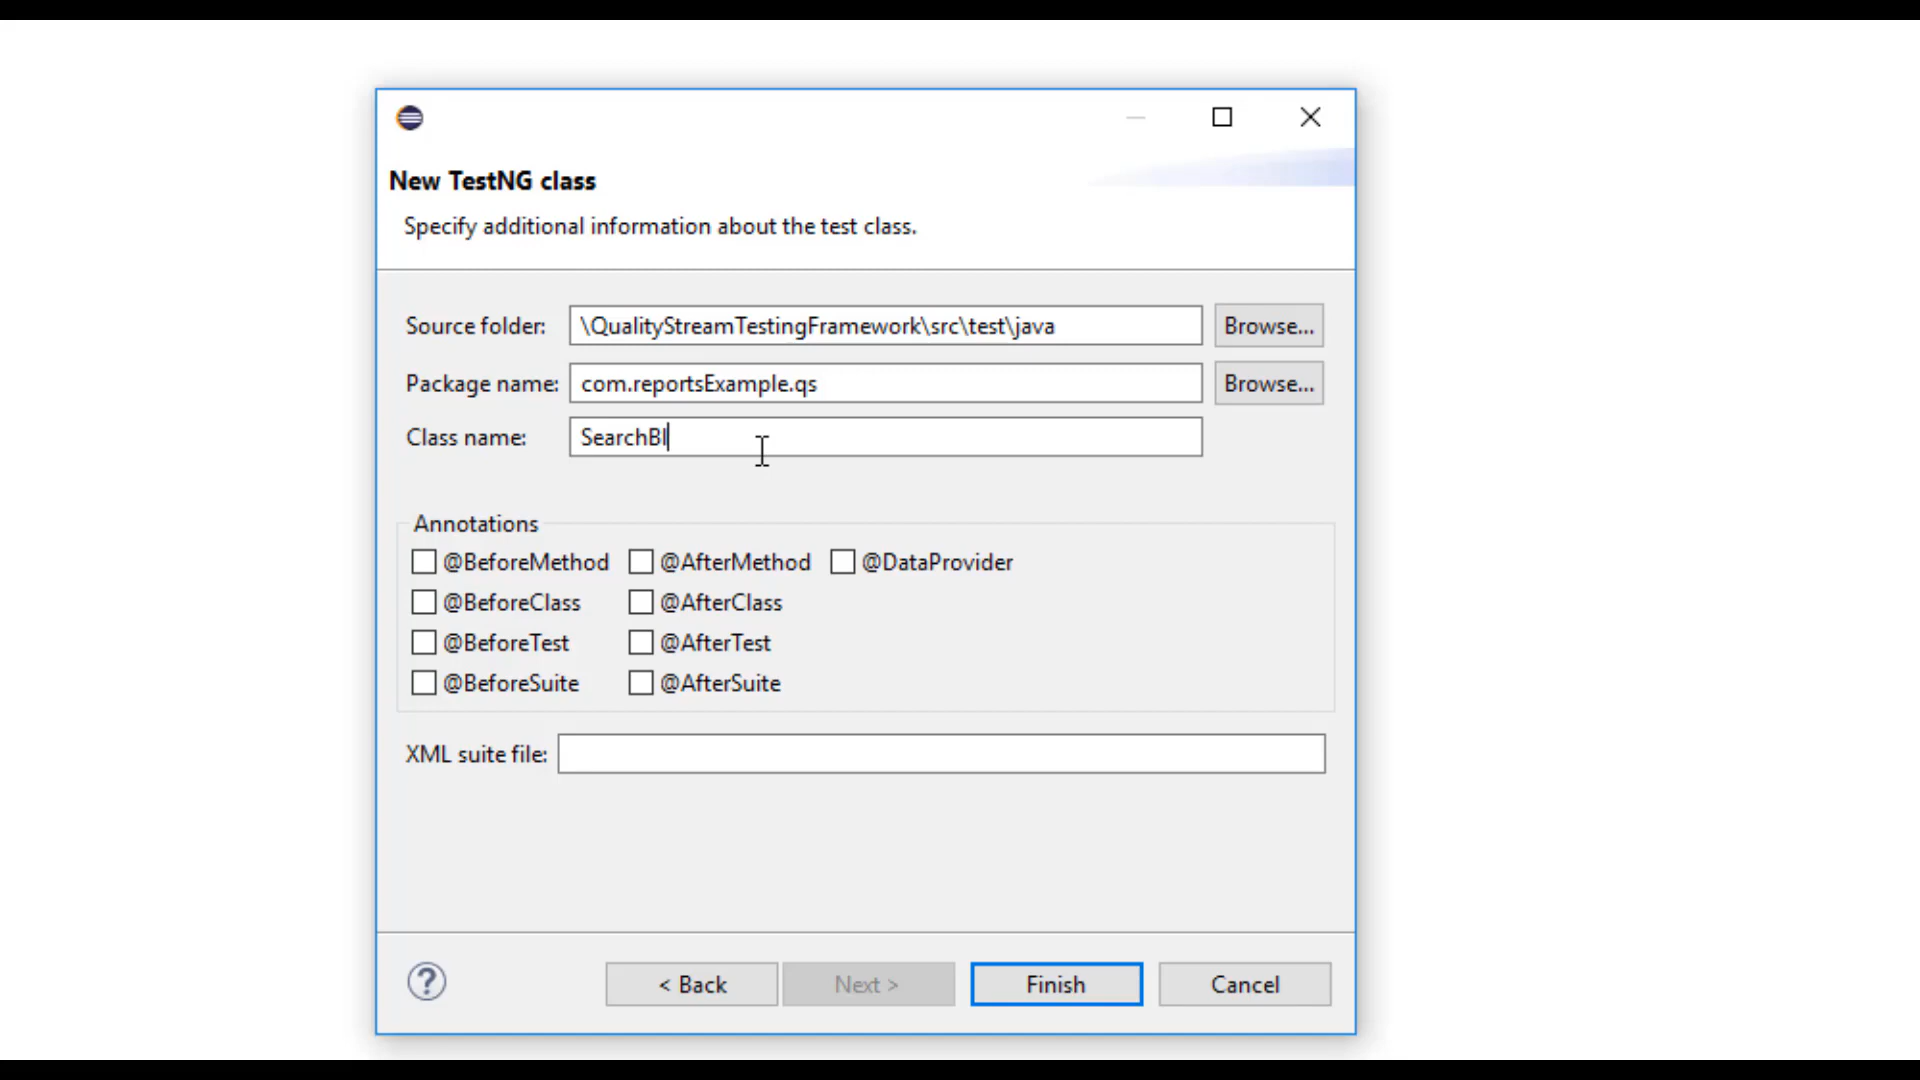 New TestNG class
Specify additional information about the test class.
Source folder: \QualityStreamTestingFramework\src\test\java Browse...
Package name: com.reportsExample.qs Browse...
Class name: SearchBl
Annotations
@BeforeMethod @AfterMethod @DataProvider
@BeforeClass @AfterClass
@BeforeTest @AfterTest
@BeforeSuite @AfterSuite
XML suite file:
? < Back Next > Finish Cancel